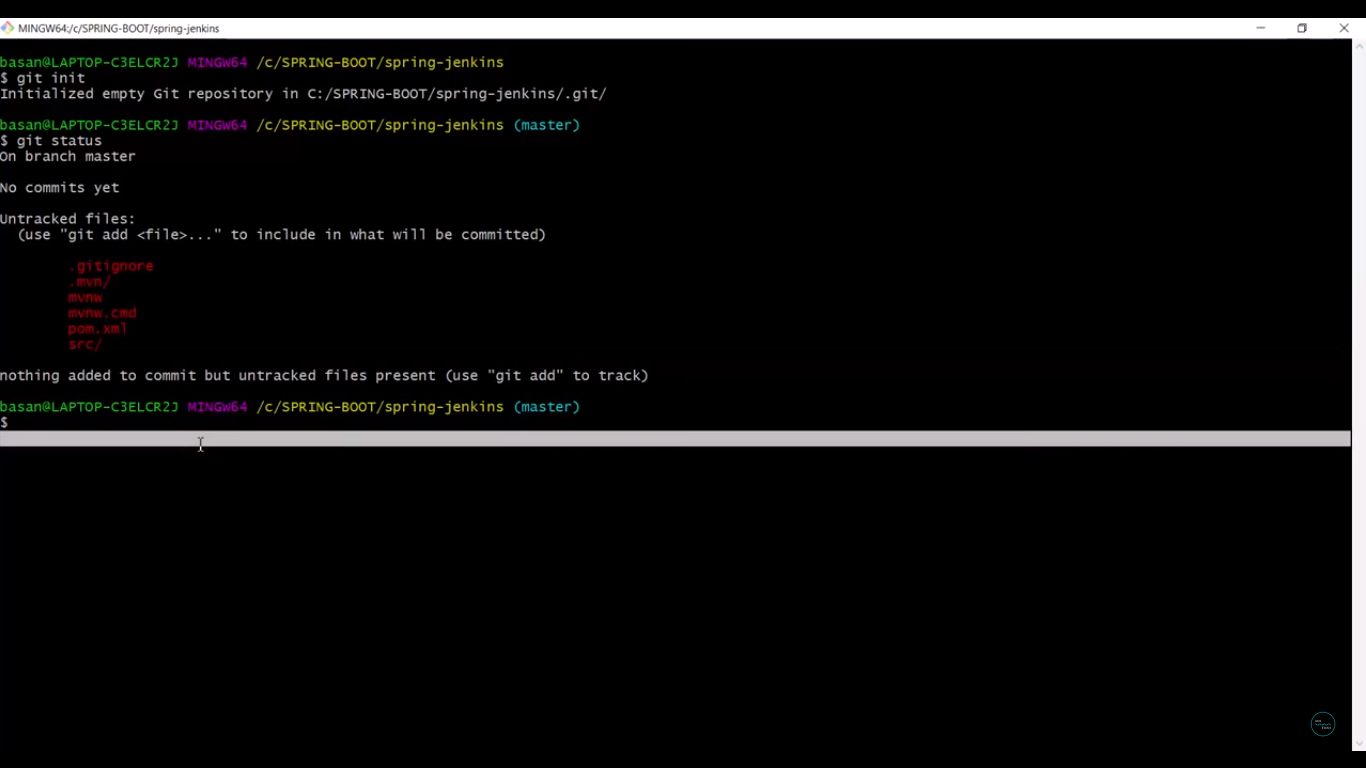 MINGW64:/c/SPRING-BOOT/spring-jenkins
basan@LAPTOP-C3ELCR2J MINGW64 /c/SPRING-BOOT/spring-jenkins
$ git init
Initialized empty Git repository in C:/SPRING-BOOT/spring-jenkins/.git/
basan@LAPTOP-C3ELCR2J MINGW64 /c/SPRING-BOOT/spring-jenkins (master)
$ git status
On branch master
No commits yet
Untracked files:
(use "git add <file>..." to include in what will be committed)
.gitignore
.mvn/
mvnw
mvnw.cmd
pom.xml
src/
nothing added to commit but untracked files present (use "git add" to track)
basan@LAPTOP-C3ELCR2J MINGW64 /c/SPRING-BOOT/spring-jenkins (master)
$